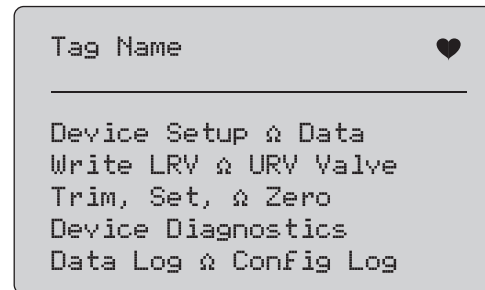 Tag Name ♥
Device Setup Ω Data
Write LRV Ω URV Valve
Trim, Set, Ω Zero
Device Diagnostics
Data Log Ω Config Log